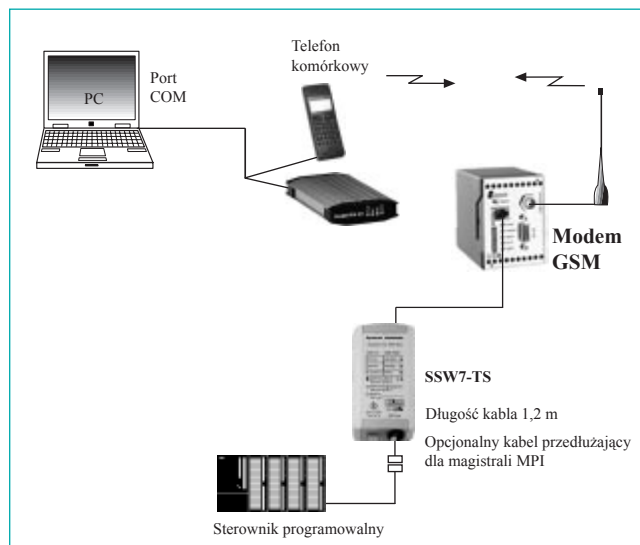 Telefon
komórkowy
Port
COM
PC
Modem
GSM
SSW7-TS
Długość kabla 1,2 m
Opcjonalny kabel przedłużający
dla magistrali MPI
Sterownik programowalny